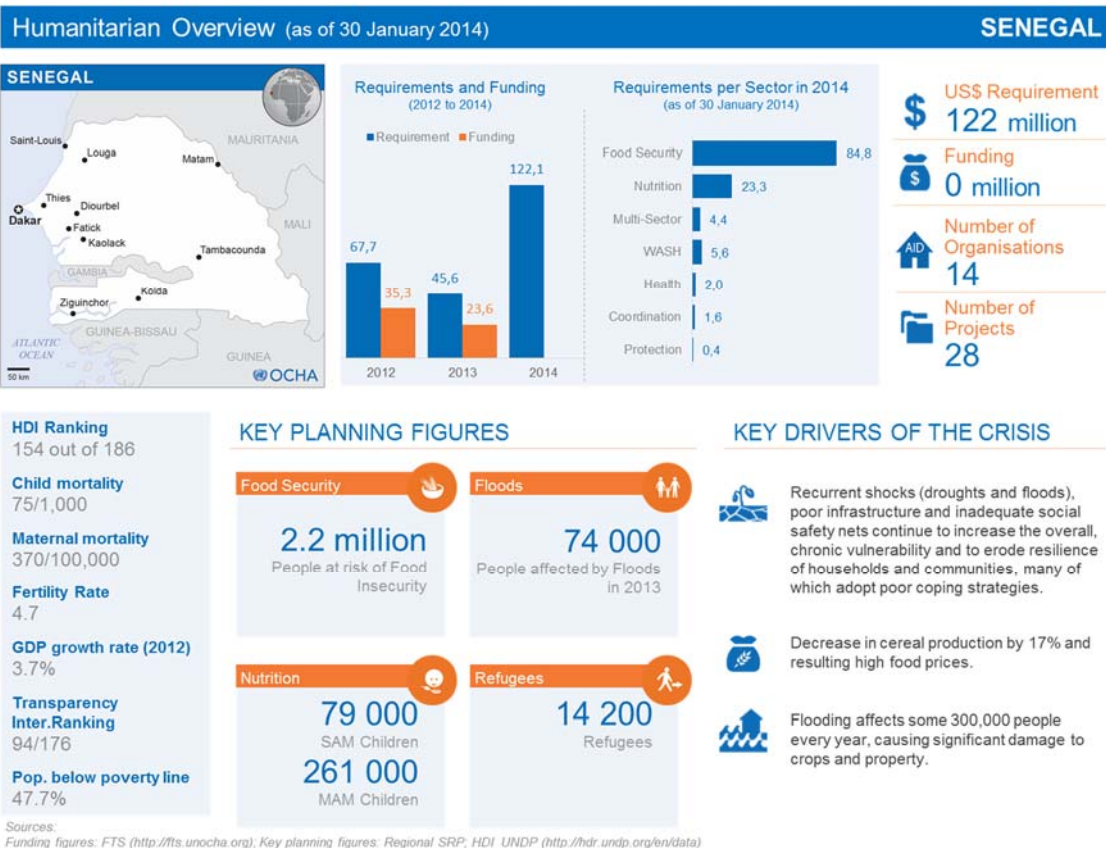 Humanitarian Overview (as of 30 January 2014)
SENEGAL
SENEGAL
Saint-Louis
Louga
Matam
MAURITANIA
Thies
Diourbel
Dakar
Fatick
Kaolack
MALI
Tambacounda
GAMBIA
Kolda
Ziguinchor
GUINEA-BISSAU
ATLANTIC
OCEAN
GUINEA
50 km
OCHA
Requirements and Funding
(2012 to 2014)
Requirement Funding
122,1
67,7
35,3
45,6
23,6
2012 2013 2014
Requirements per Sector in 2014
(as of 30 January 2014)
Food Security 84,8
Nutrition 23,3
Multi-Sector 4,4
WASH 5,6
Health 2,0
Coordination 1,6
Protection 0,4
$
US$ Requirement
122 million
$
Funding
0 million
AID
Number of
Organisations
14
Number of
Projects
28
HDI Ranking
154 out of 186
Child mortality
75/1,000
Maternal mortality
370/100,000
Fertility Rate
4.7
GDP growth rate (2012)
3.7%
Transparency
Inter.Ranking
94/176
Pop. below poverty line
47.7%
KEY PLANNING FIGURES
Food Security
2.2 million
People at risk of Food
Insecurity
Floods
74 000
People affected by Floods
in 2013
Nutrition
79 000
SAM Children
261 000
MAM Children
Refugees
14 200
Refugees
KEY DRIVERS OF THE CRISIS
Recurrent shocks (droughts and floods),
poor infrastructure and inadequate social
safety nets continue to increase the overall,
chronic vulnerability and to erode resilience
of households and communities, many of
which adopt poor coping strategies.
Decrease in cereal production by 17% and
resulting high food prices.
Flooding affects some 300,000 people
every year, causing significant damage to
crops and property.
Sources:
Funding figures: FTS (http://fts.unocha.org); Key planning figures: Regional SRP; HDI UNDP (http://hdr.undp.org/en/data)